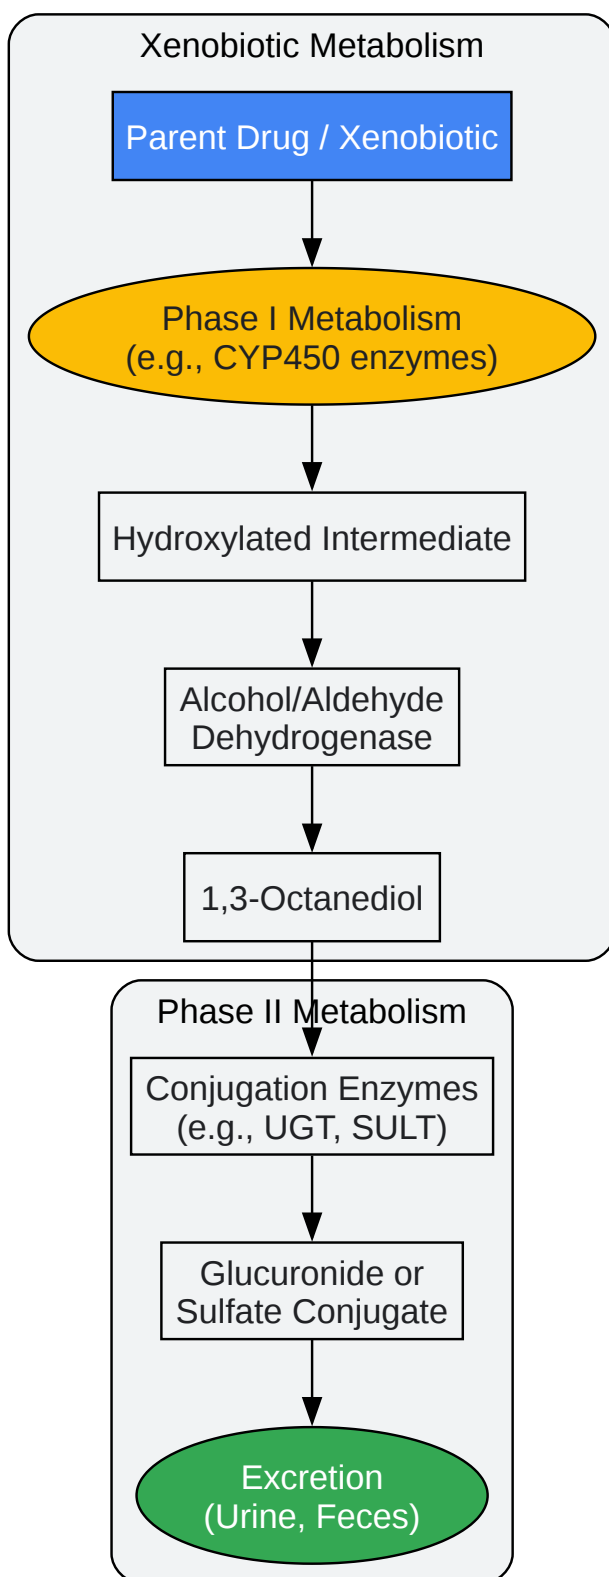 Xenobiotic Metabolism
Parent Drug / Xenobiotic
Phase I Metabolism
(e.g., CYP450 enzymes)
Hydroxylated Intermediate
Alcohol/Aldehyde
Dehydrogenase
1,3-Octanediol
Phase II Metabolism
Conjugation Enzymes
(e.g., UGT, SULT)
Glucuronide or
Sulfate Conjugate
Excretion
(Urine, Feces)